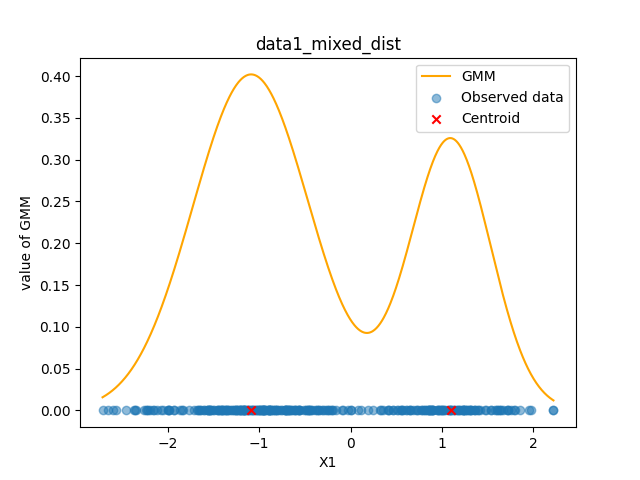 data1_mixed_dist
GMM
Observed data
Centroid
value of GMM
0.40
0.35
0.30
0.25
0.20
0.15
0.10
0.05
0.00
−2
−1
0
1
2
X1